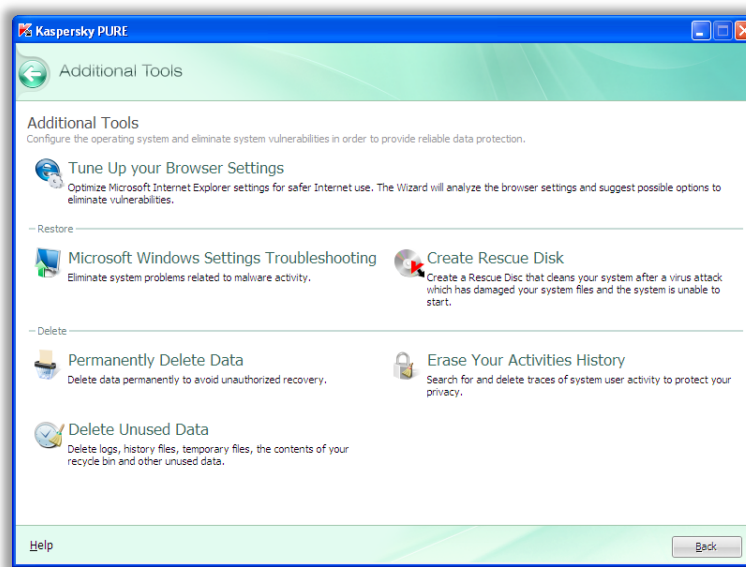 Kaspersky PURE
Additional Tools
Additional Tools
Configure the operating system and eliminate system vulnerabilities in order to provide reliable data protection.
Tune Up your Browser Settings
Optimize Microsoft Internet Explorer settings for safer Internet use. The Wizard will analyze the browser settings and suggest possible options to
eliminate vulnerabilities.
Restore
Microsoft Windows Settings Troubleshooting
Eliminate system problems related to malware activity.
Create Rescue Disk
Create a Rescue Disc that cleans your system after a virus attack
which has damaged your system files and the system is unable to
start.
Delete
Permanently Delete Data
Delete data permanently to avoid unauthorized recovery.
Erase Your Activities History
Search for and delete traces of system user activity to protect your
privacy.
Delete Unused Data
Delete logs, history files, temporary files, the contents of your
recycle bin and other unused data.
Help
Back